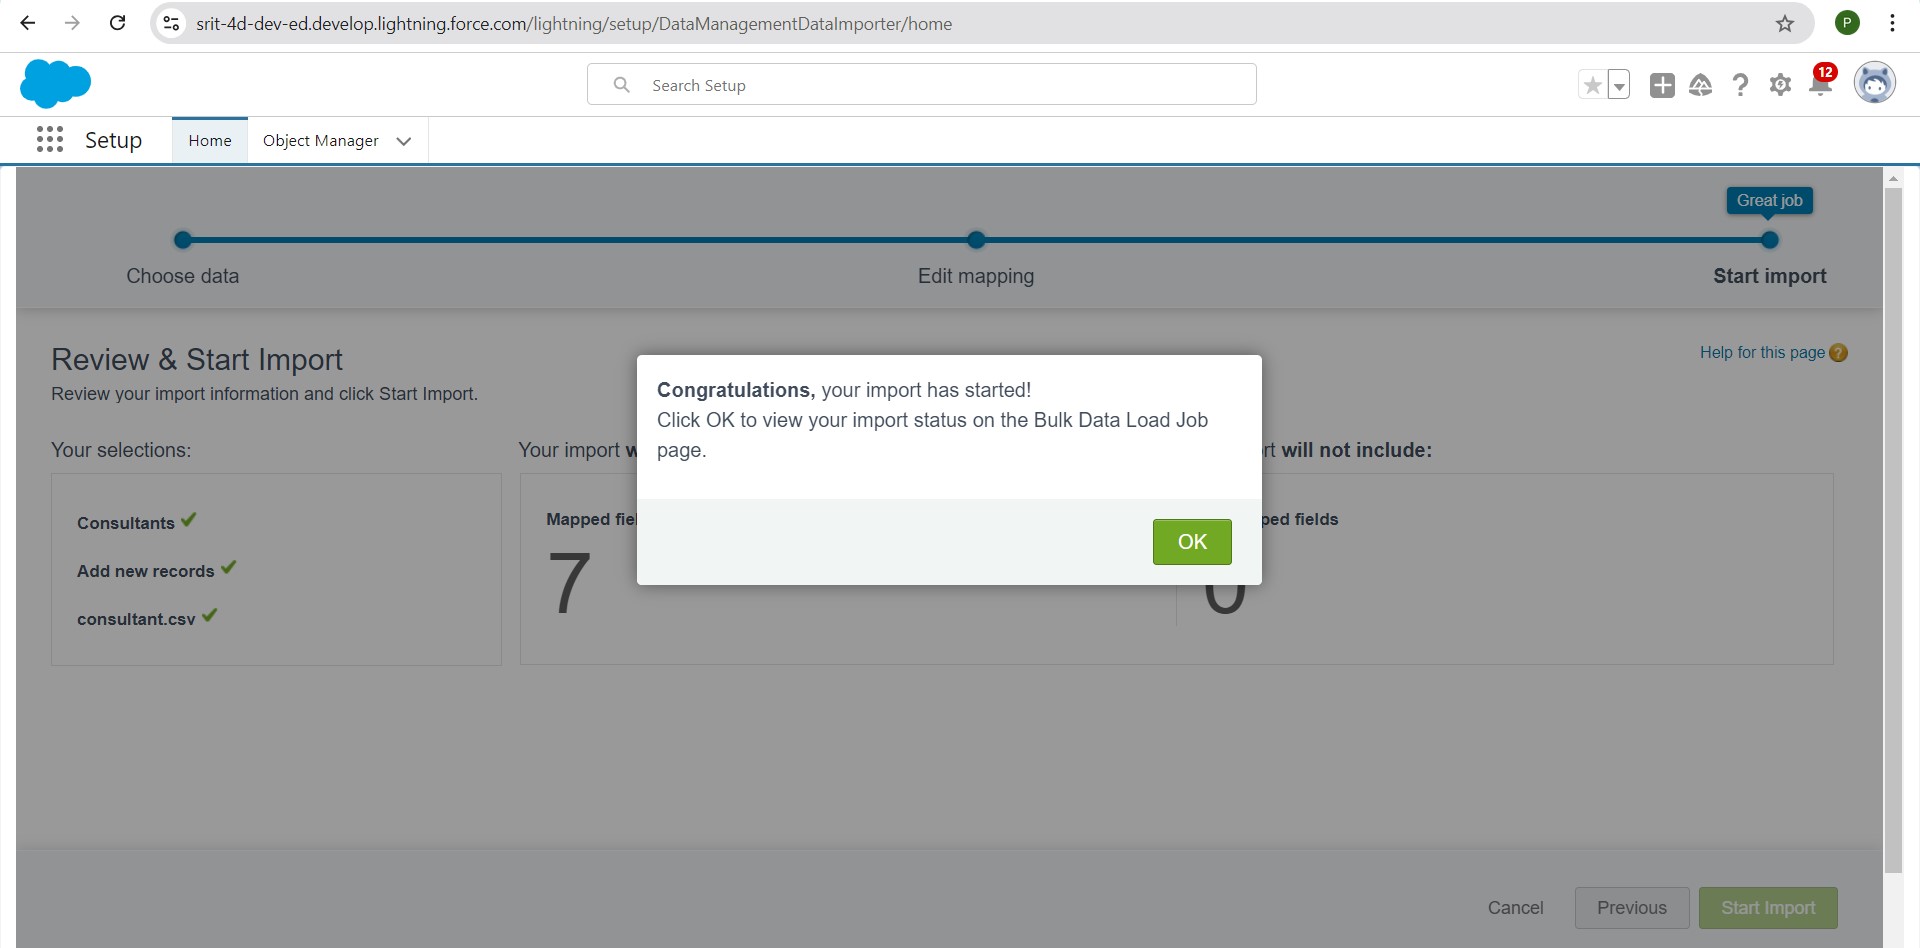 srit-4d-dev-ed.develop.lightning.force.com/lightning/setup/DataManagementDataImporter/home
P
Search Setup
12
Setup
Home
Object Manager
Great job
Choose data
Edit mapping
Start import
Review & Start Import
Help for this page ?
Review your import information and click Start Import.
Congratulations, your import has started!
Click OK to view your import status on the Bulk Data Load Job
page.
OK
Your selections:
Your import
will not include:
Consultants
Add new records
consultant.csv
Mapped
7
fields
0
Cancel
Previous
Start Import